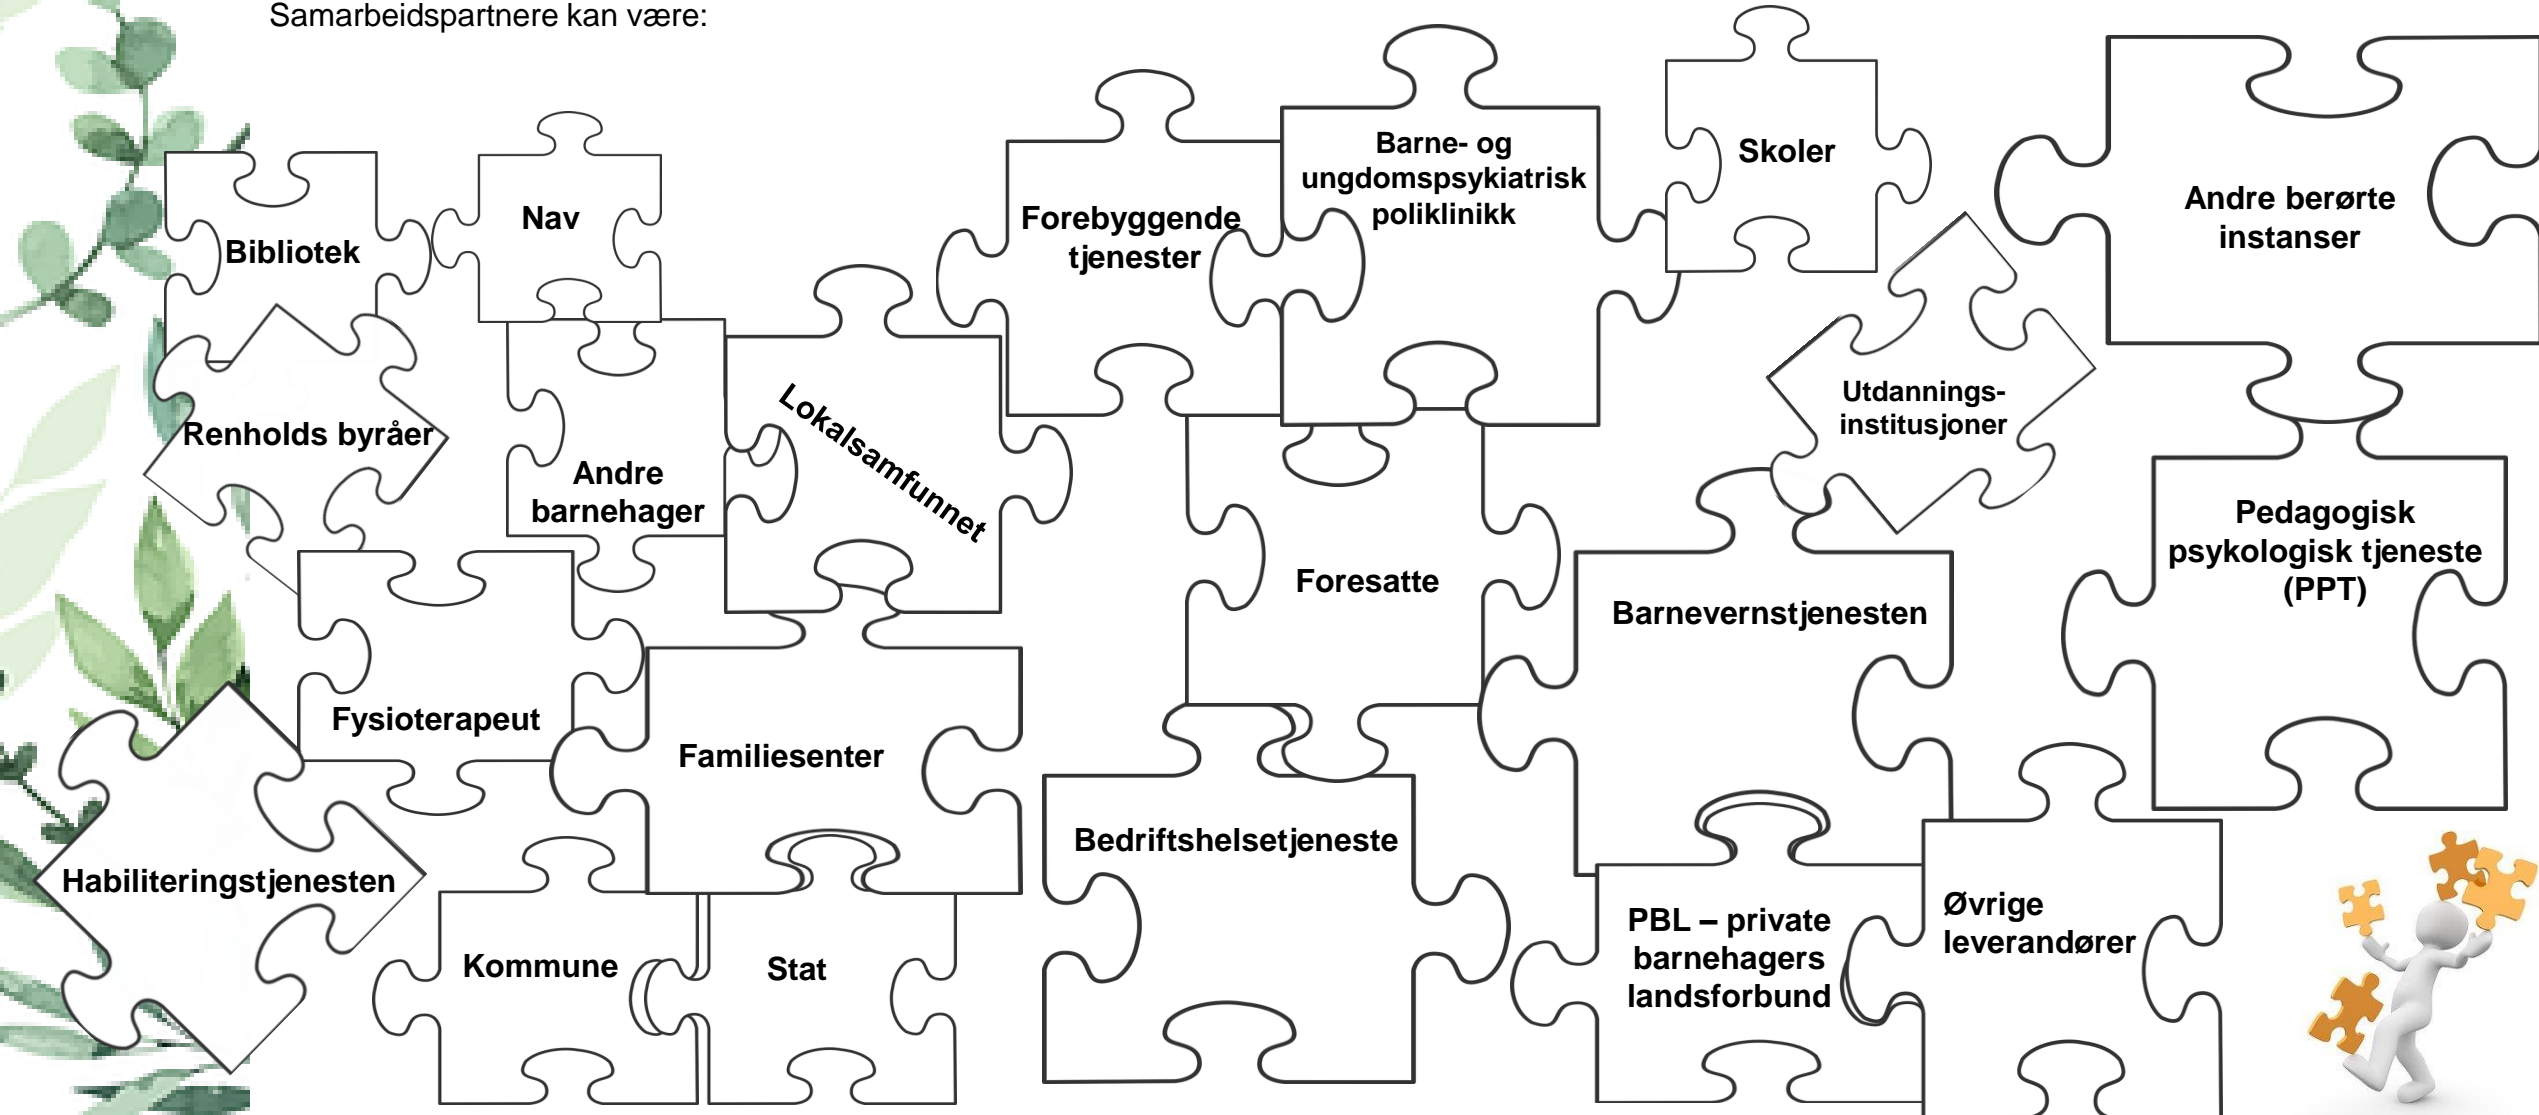 Samarbeidspartnere kan være:
Bibliotek
Nav
Forebyggende
tjenester
Barne- og
ungdomspsykiatrisk
poliklinikk
Skoler
Andre berørte
instanser
Renholds byråer
Andre
barnehager
Lokalsamfunnet
Utdannings-
institusjoner
Foresatte
Barnevernstjenesten
Pedagogisk
psykologisk tjeneste
(PPT)
Fysioterapeut
Familiesenter
Habiliteringstjenesten
Bedriftshelsetjeneste
Kommune
Stat
PBL – private
barnehagers
landsforbund
Øvrige
leverandører